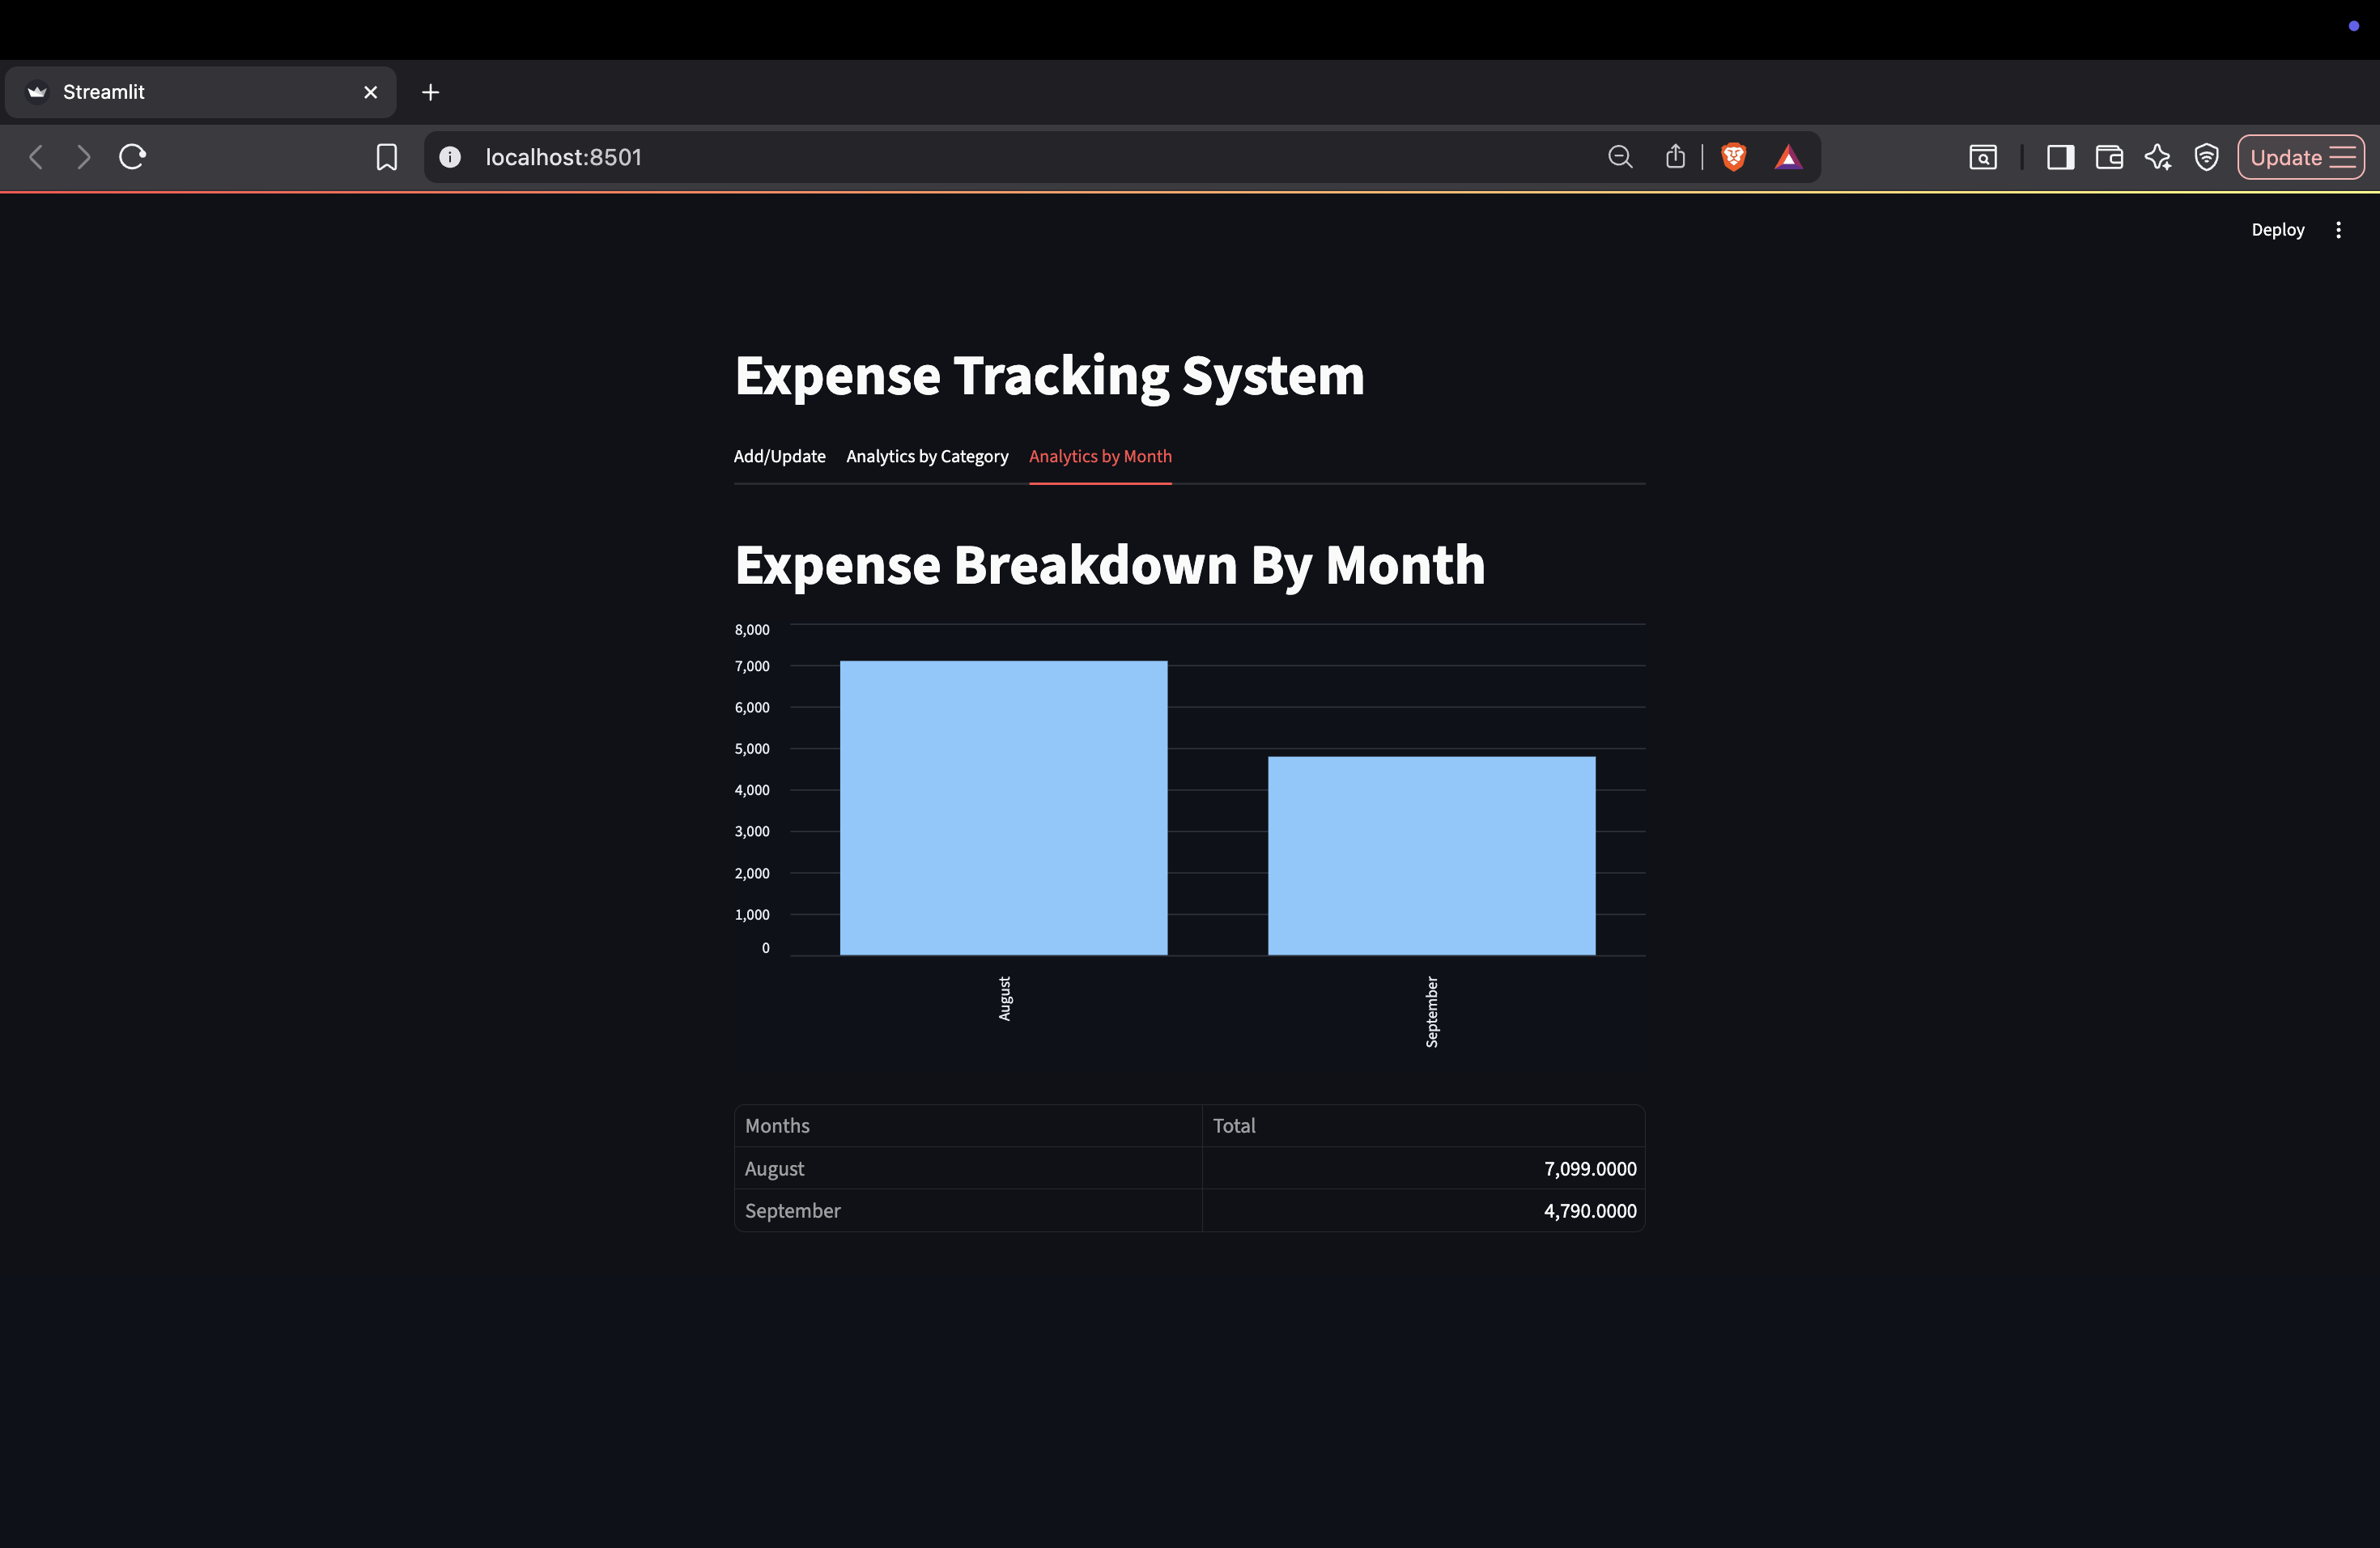 Streamlit
localhost:8501
Update
Deploy
Expense Tracking System
Add/Update Analytics by Category Analytics by Month
Expense Breakdown By Month
8,000
7,000
6,000
5,000
4,000
3,000
2,000
1,000
0
August
September
Months Total
August 7,099.0000
September 4,790.0000